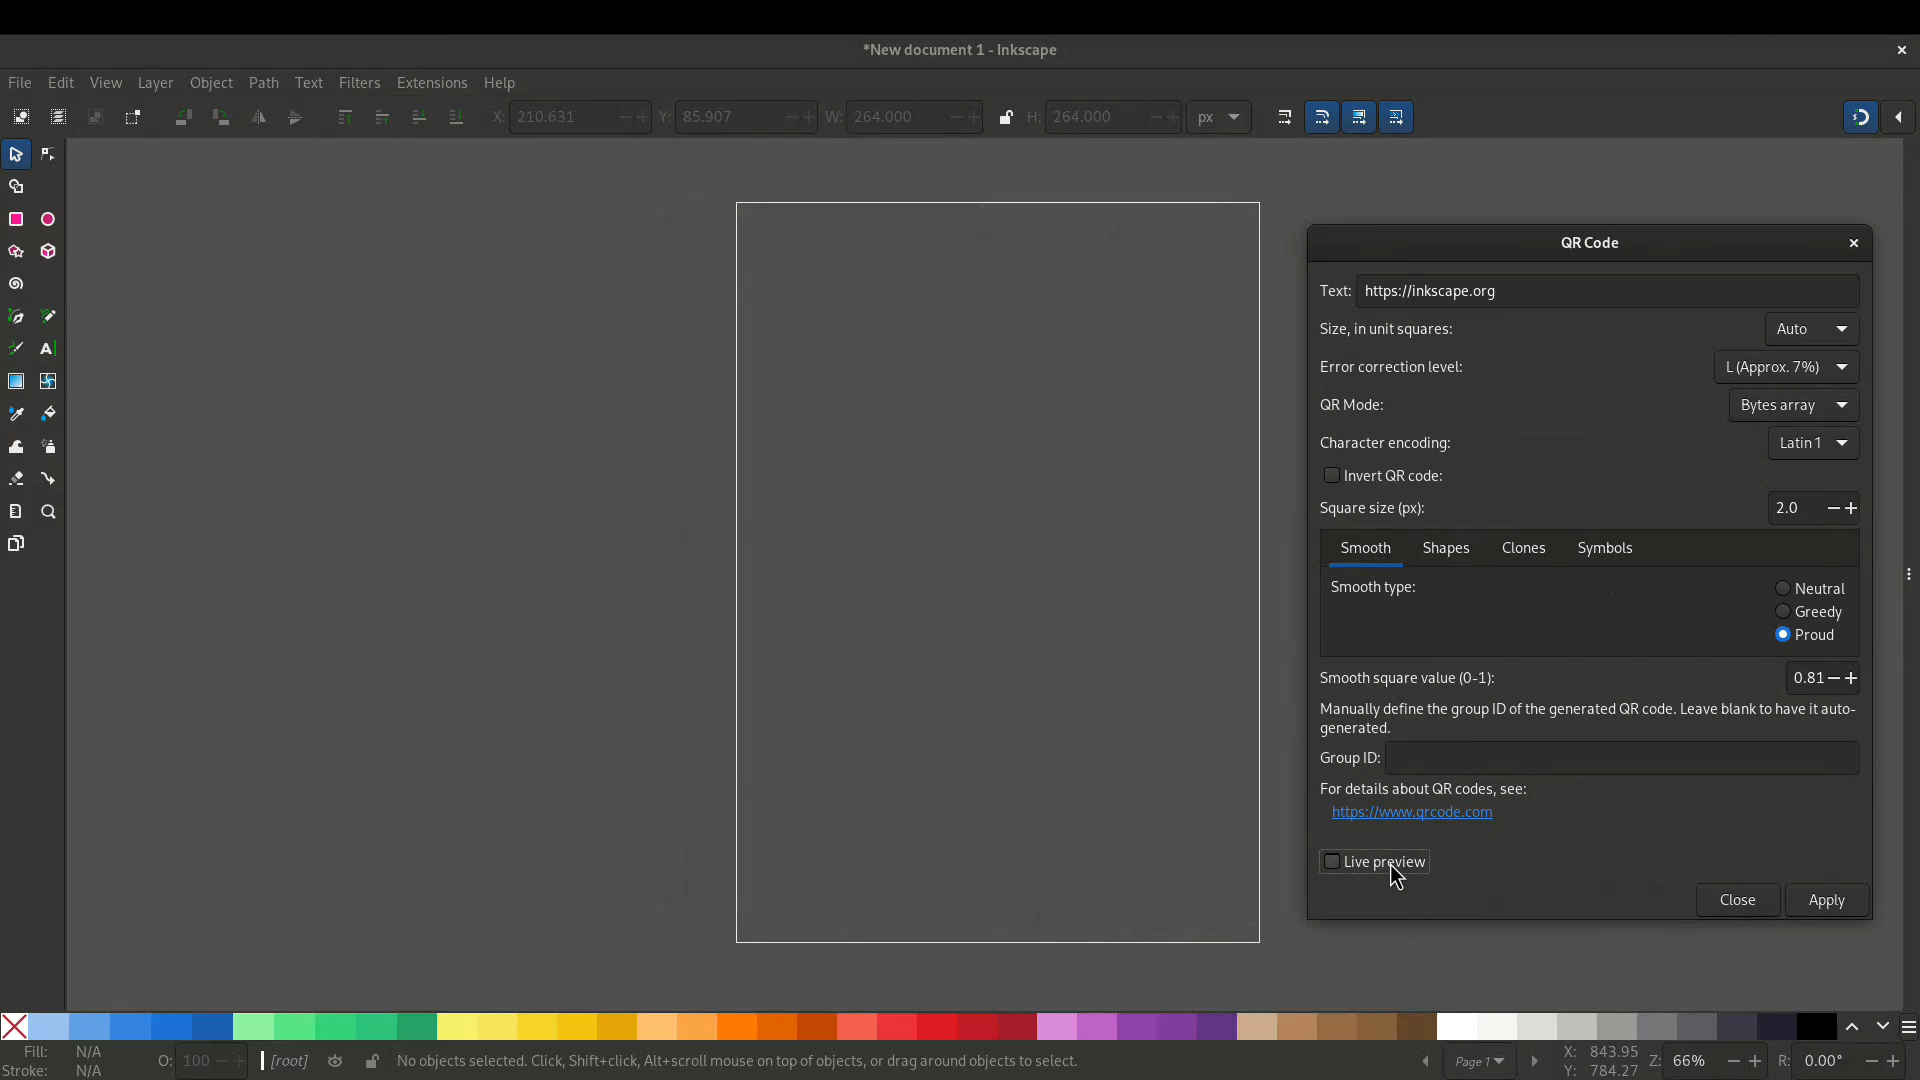 *New document 1 - Inkscape
File Edit View Layer Object Path Text Filters Extensions Help
X: 210.631 Y: 85.907 W: 264.000 H: 264.000 px
QR Code
Text: https://inkscape.org
Size, in unit squares: Auto
Error correction level: L (Approx. 7%)
QR Mode: Bytes array
Character encoding: Latin 1
Invert QR code:
Square size (px): 2.0
Smooth Shapes Clones Symbols
Smooth type: Neutral
Greedy
Proud
Smooth square value (0-1): 0.81
Manually define the group ID of the generated QR code. Leave blank to have it auto-
generated.
Group ID:
For details about QR codes, see:
https://www.qrcode.com
Live preview
Close Apply
Fill: N/A O: 100 [root] No objects selected. Click, Shift+click, Alt+scroll mouse on top of objects, or drag around objects to select. Page 1 X: 843.95 Z: 66% R: 0.00°
Stroke: N/A Y: 784.27